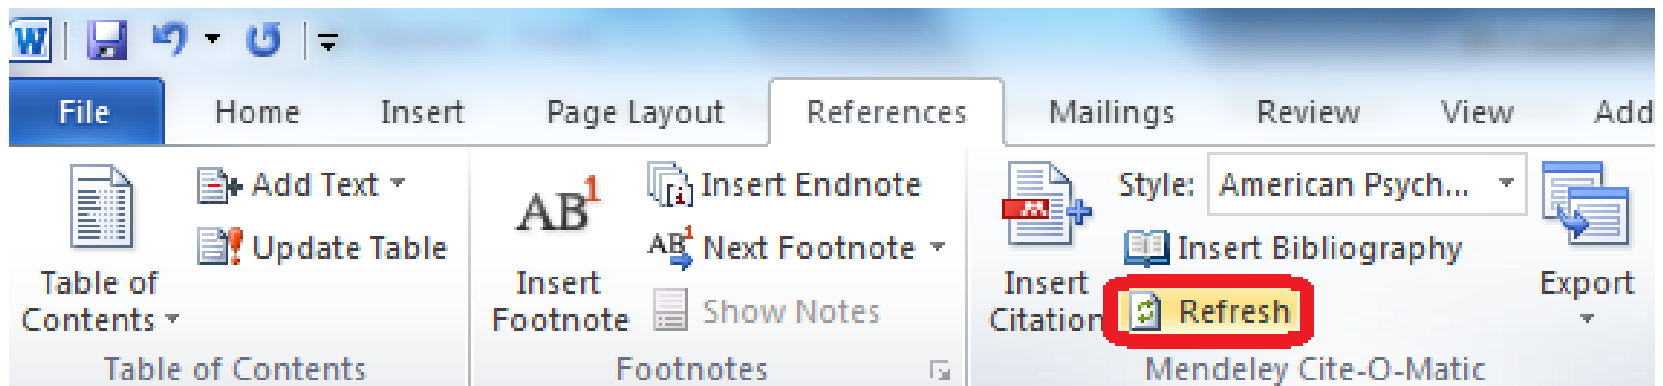 File Home Insert Page Layout References Mailings Review View Add
Table of Contents
Add Text
Update Table
Table of Contents
AB1
Insert Footnote
Insert Endnote
AB1 Next Footnote
Show Notes
Footnotes
Insert Citation
Style: American Psych...
Insert Bibliography
Refresh
Export
Mendeley Cite-O-Matic